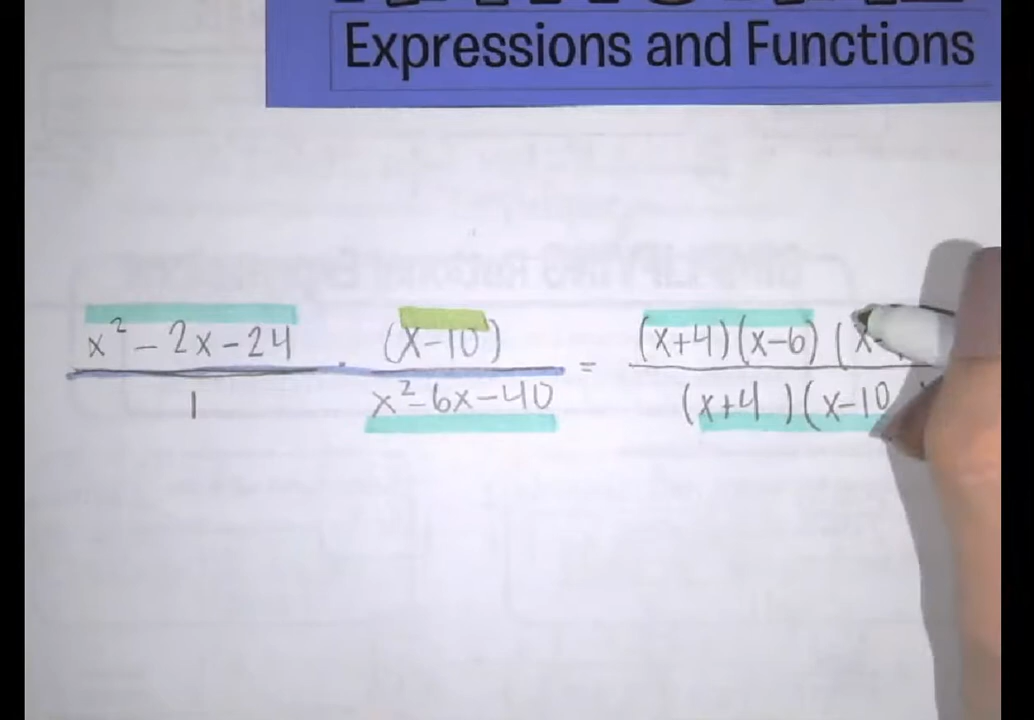 Expressions and Functions
x² - 2x - 24 / 1 · (x-10) / x² - 6x - 40 = (x+4)(x-6)(x- / (x+4)(x-10